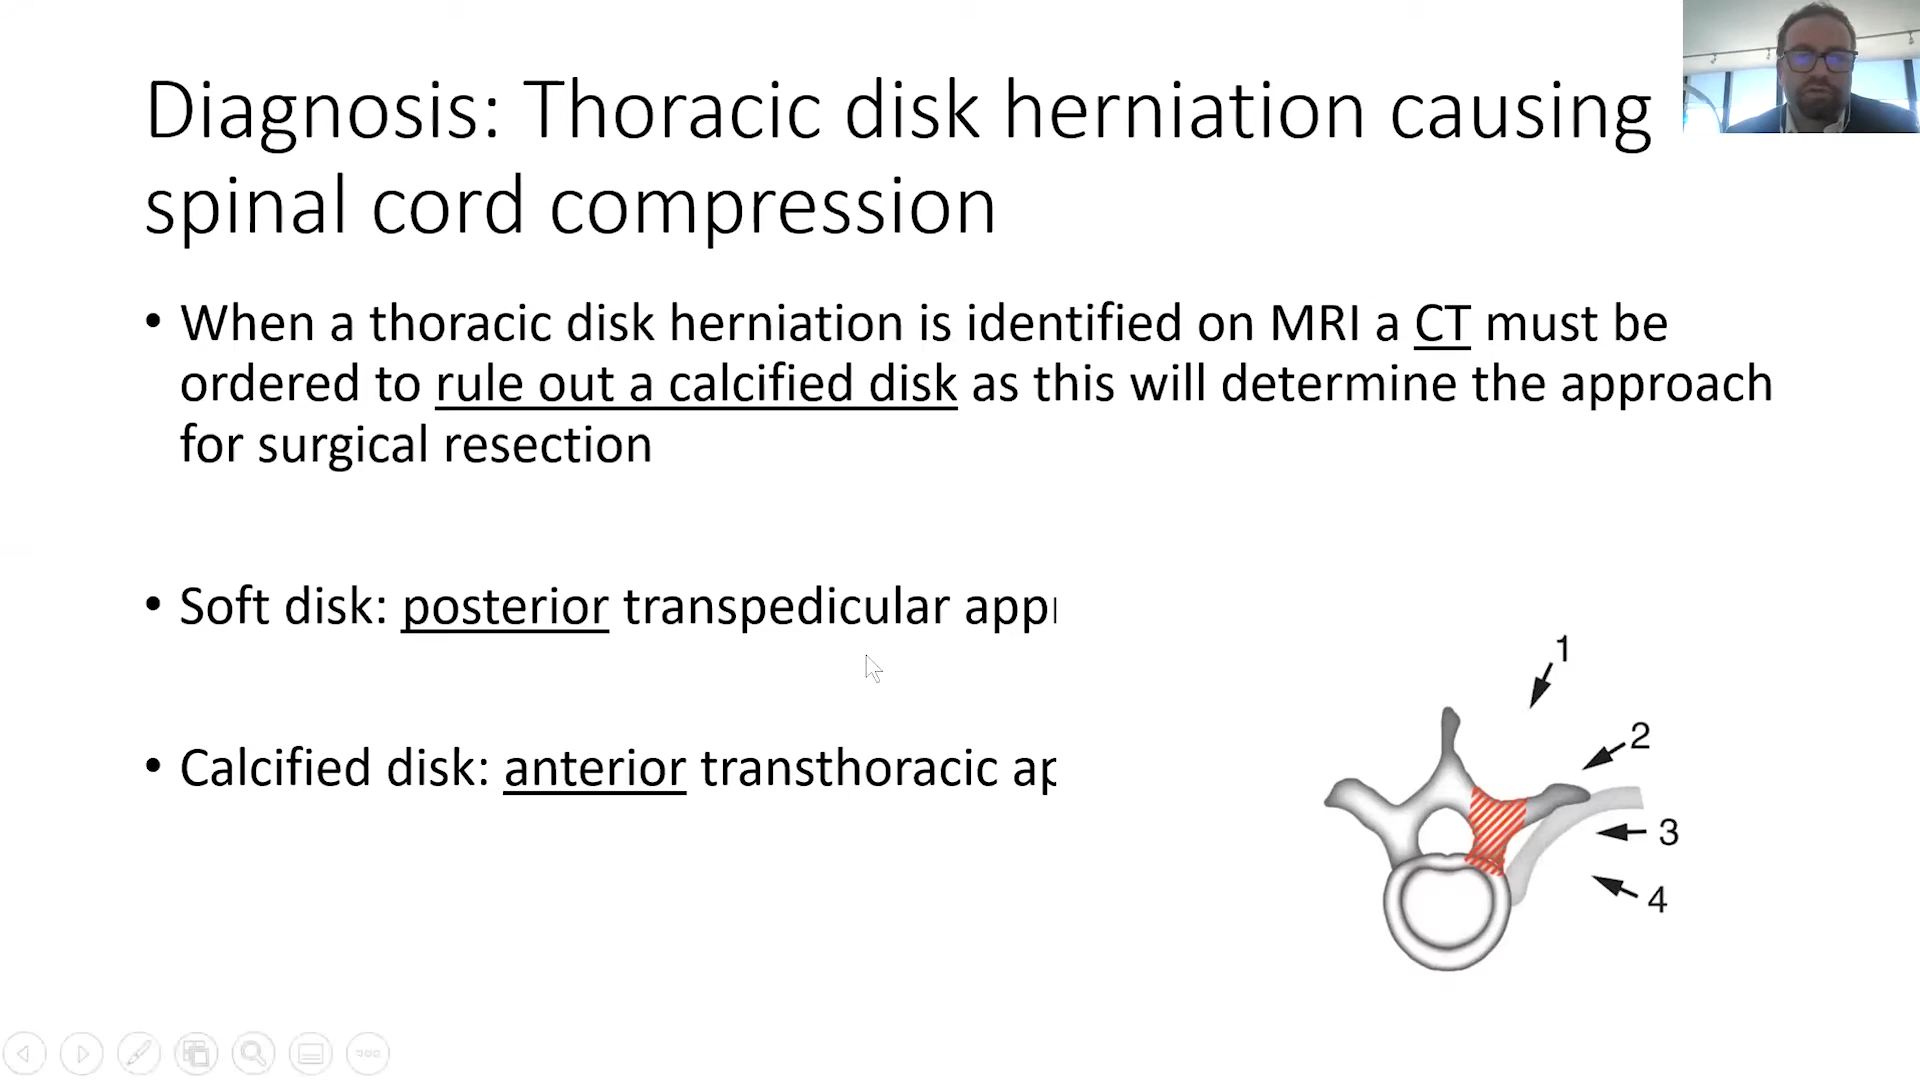 Diagnosis: Thoracic disk herniation causing
spinal cord compression
• When a thoracic disk herniation is identified on MRI a CT must be
ordered to rule out a calcified disk as this will determine the approach
for surgical resection
• Soft disk: posterior transpedicular
• Calcified disk: anterior transthoracic
1
2
3
4